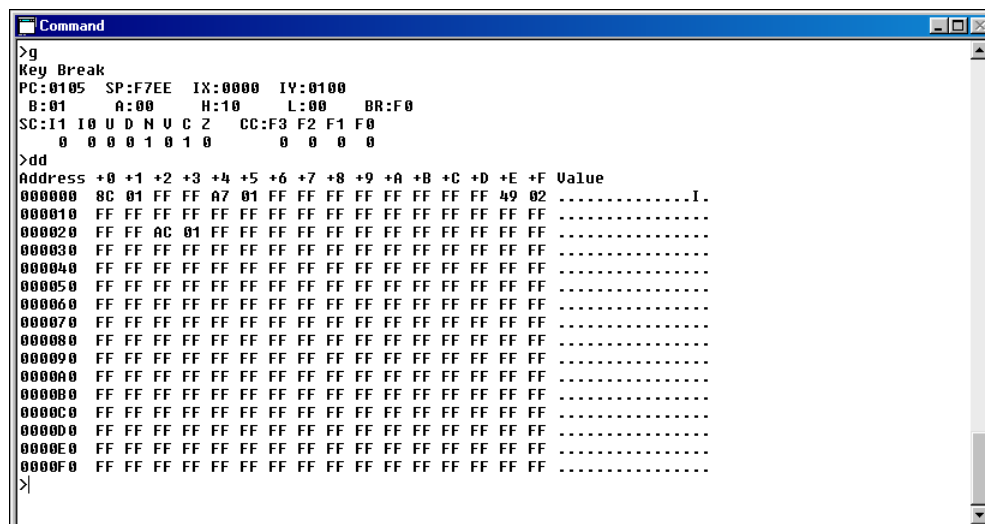 Command
>g
Key Break
PC:0105 SP:F7EE IX:0000 IY:0100
B:01 A:00 H:10 L:00 BR:F0
SC:I1 I0 U D N V C Z CC:F3 F2 F1 F0
0 0 0 0 1 0 1 0 0 0 0 0
>dd
Address +0 +1 +2 +3 +4 +5 +6 +7 +8 +9 +A +B +C +D +E +F Value
000000 8C 01 FF FF A7 01 FF FF FF FF FF FF FF FF 49 02 ..............I.
000010 FF FF FF FF FF FF FF FF FF FF FF FF FF FF FF FF ................
000020 FF FF AC 01 FF FF FF FF FF FF FF FF FF FF FF FF ................
000030 FF FF FF FF FF FF FF FF FF FF FF FF FF FF FF FF ................
000040 FF FF FF FF FF FF FF FF FF FF FF FF FF FF FF FF ................
000050 FF FF FF FF FF FF FF FF FF FF FF FF FF FF FF FF ................
000060 FF FF FF FF FF FF FF FF FF FF FF FF FF FF FF FF ................
000070 FF FF FF FF FF FF FF FF FF FF FF FF FF FF FF FF ................
000080 FF FF FF FF FF FF FF FF FF FF FF FF FF FF FF FF ................
000090 FF FF FF FF FF FF FF FF FF FF FF FF FF FF FF FF ................
0000A0 FF FF FF FF FF FF FF FF FF FF FF FF FF FF FF FF ................
0000B0 FF FF FF FF FF FF FF FF FF FF FF FF FF FF FF FF ................
0000C0 FF FF FF FF FF FF FF FF FF FF FF FF FF FF FF FF ................
0000D0 FF FF FF FF FF FF FF FF FF FF FF FF FF FF FF FF ................
0000E0 FF FF FF FF FF FF FF FF FF FF FF FF FF FF FF FF ................
0000F0 FF FF FF FF FF FF FF FF FF FF FF FF FF FF FF FF ................
>